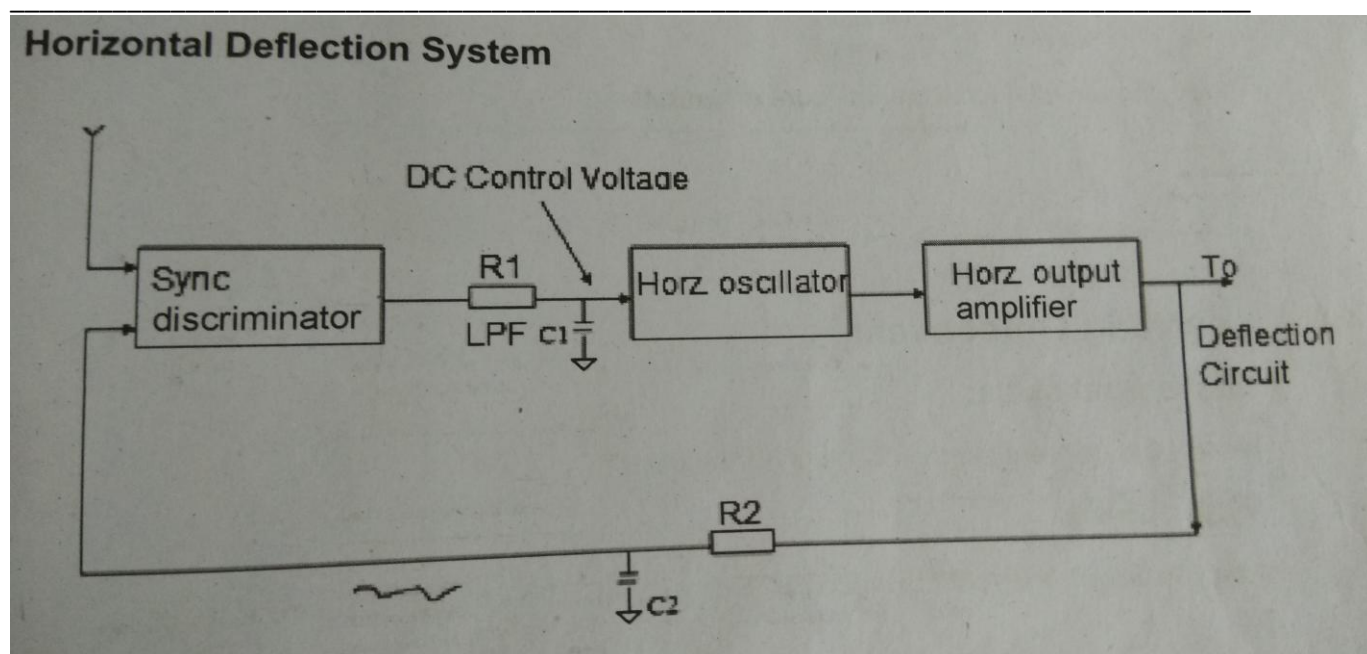 Horizontal Deflection System
DC Control Voltage
Sync
discriminator
R1
LPF
C1
Horz oscillator
Horz output
amplifier
To
Deflection
Circuit
R2
C2